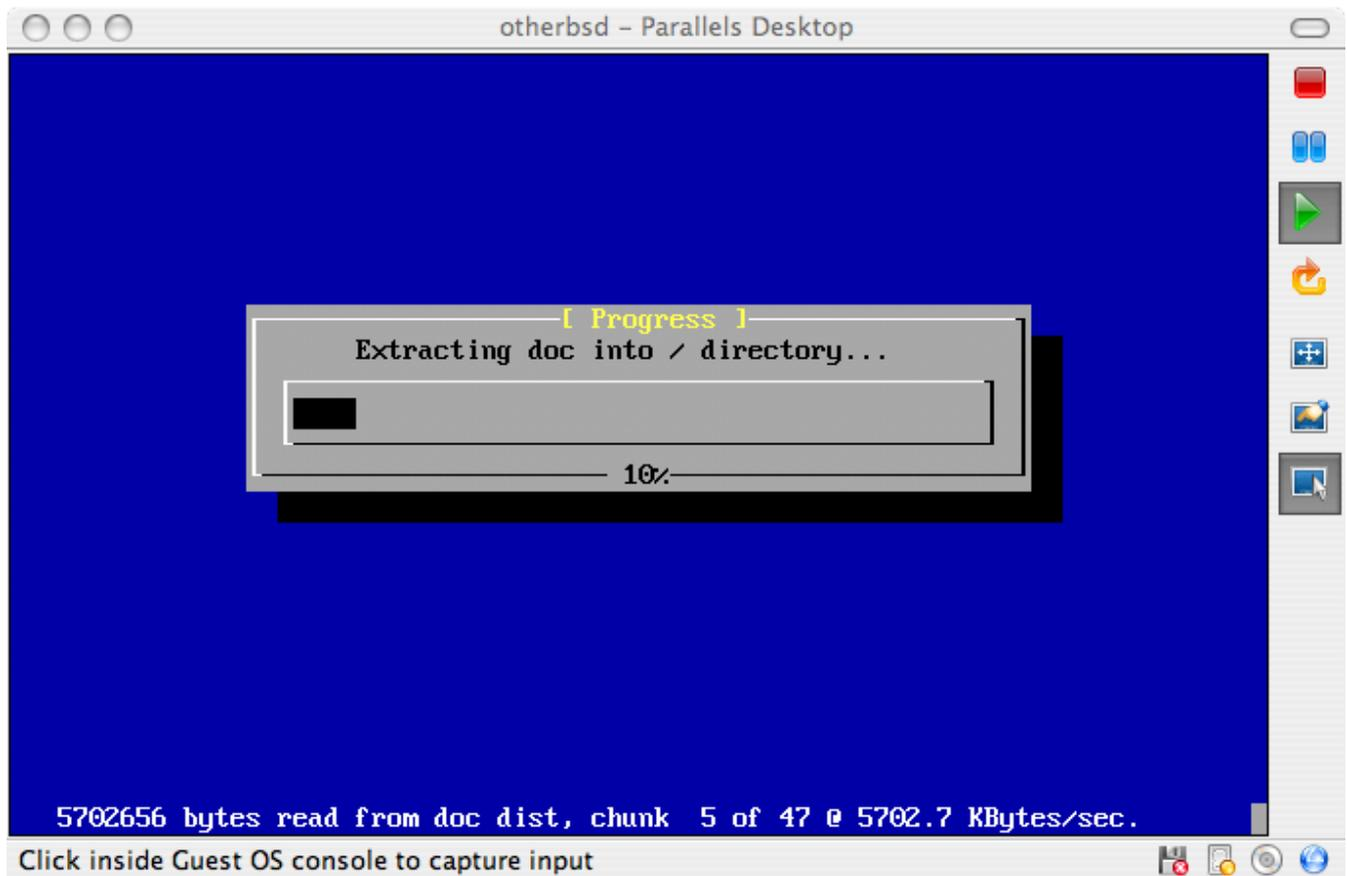 otherbsd – Parallels Desktop
[ Progress ]
Extracting doc into / directory...
10%
5702656 bytes read from doc dist, chunk  5 of 47 @ 5702.7 KBytes/sec.
Click inside Guest OS console to capture input